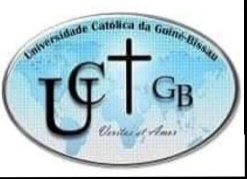 Universidade Católica da Guiné-Bissau
UC GB
Veritas et Amor